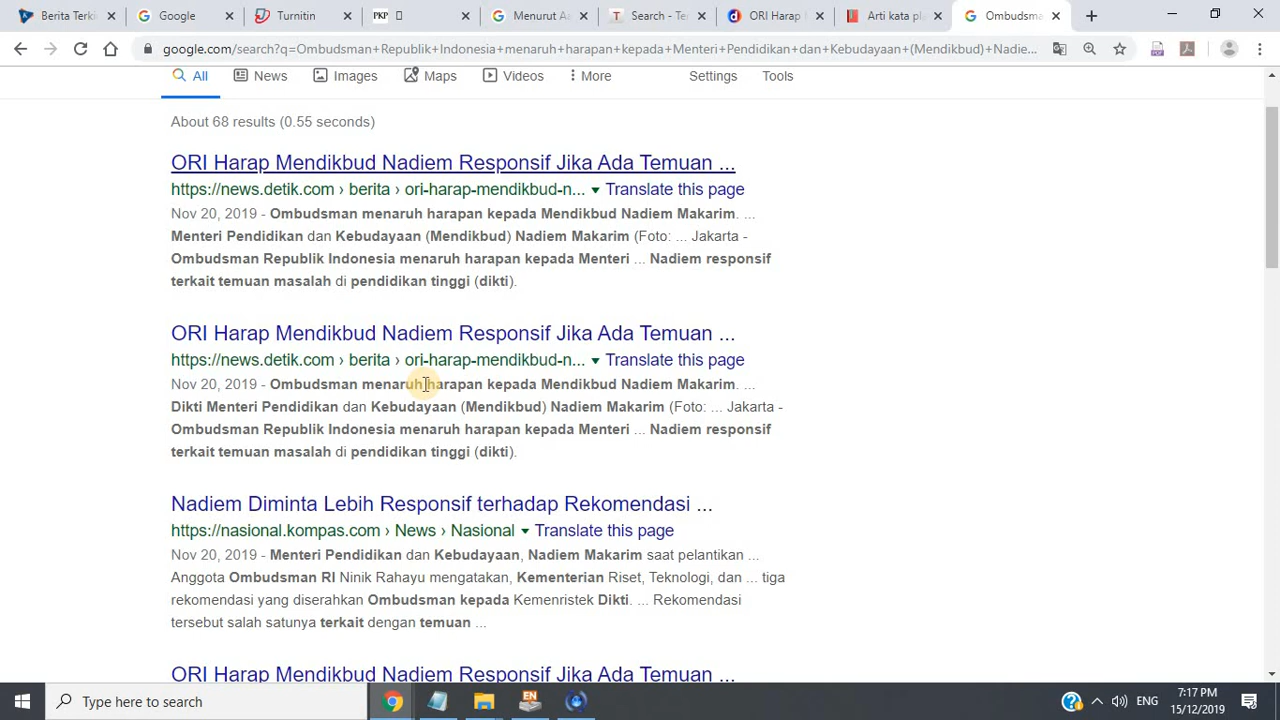 Berita Terki
Google
Turnitin
PKP
Menurut A
Search - Te
ORI Harap
Arti kata pl
Ombudsma
google.com/search?q=Ombudsman+Republik+Indonesia+menaruh+harapan+kepada+Menteri+Pendidikan+dan+Kebudayaan+(Mendikbud)+Nadie...
All News Images Maps Videos More Settings Tools
About 68 results (0.55 seconds)
ORI Harap Mendikbud Nadiem Responsif Jika Ada Temuan ...
https://news.detik.com › berita › ori-harap-mendikbud-n... Translate this page
Nov 20, 2019 - Ombudsman menaruh harapan kepada Mendikbud Nadiem Makarim. ...
Menteri Pendidikan dan Kebudayaan (Mendikbud) Nadiem Makarim (Foto: ... Jakarta -
Ombudsman Republik Indonesia menaruh harapan kepada Menteri ... Nadiem responsif
terkait temuan masalah di pendidikan tinggi (dikti).
ORI Harap Mendikbud Nadiem Responsif Jika Ada Temuan ...
https://news.detik.com › berita › ori-harap-mendikbud-n... Translate this page
Nov 20, 2019 - Ombudsman menaruh harapan kepada Mendikbud Nadiem Makarim. ...
Dikti Menteri Pendidikan dan Kebudayaan (Mendikbud) Nadiem Makarim (Foto: ... Jakarta -
Ombudsman Republik Indonesia menaruh harapan kepada Menteri ... Nadiem responsif
terkait temuan masalah di pendidikan tinggi (dikti).
Nadiem Diminta Lebih Responsif terhadap Rekomendasi ...
https://nasional.kompas.com › News › Nasional Translate this page
Nov 20, 2019 - Menteri Pendidikan dan Kebudayaan, Nadiem Makarim saat pelantikan ...
Anggota Ombudsman RI Ninik Rahayu mengatakan, Kementerian Riset, Teknologi, dan ... tiga
rekomendasi yang diserahkan Ombudsman kepada Kemenristek Dikti. ... Rekomendasi
tersebut salah satunya terkait dengan temuan ...
ORI Harap Mendikbud Nadiem Responsif Jika Ada Temuan ...
Type here to search
EN
ENG
7:17 PM
15/12/2019